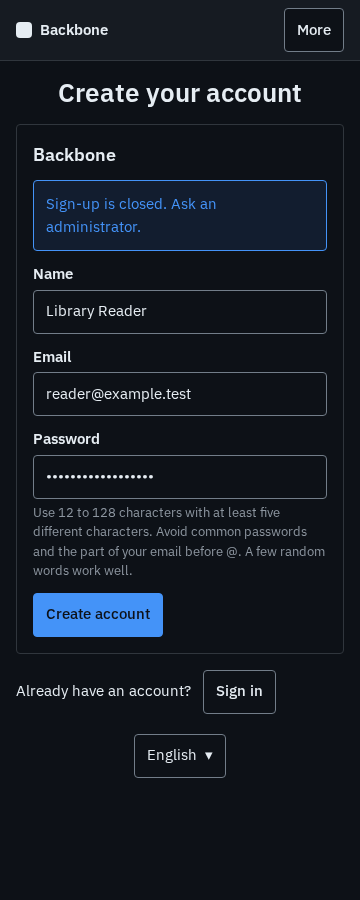 Backbone
More
Create your account
Backbone
Sign-up is closed. Ask an
administrator.
Name
Library Reader
Email
reader@example.test
Password
••••••••••••••••••
Use 12 to 128 characters with at least five
different characters. Avoid common passwords
and the part of your email before @. A few random
words work well.
Create account
Already have an account?
Sign in
English ▾